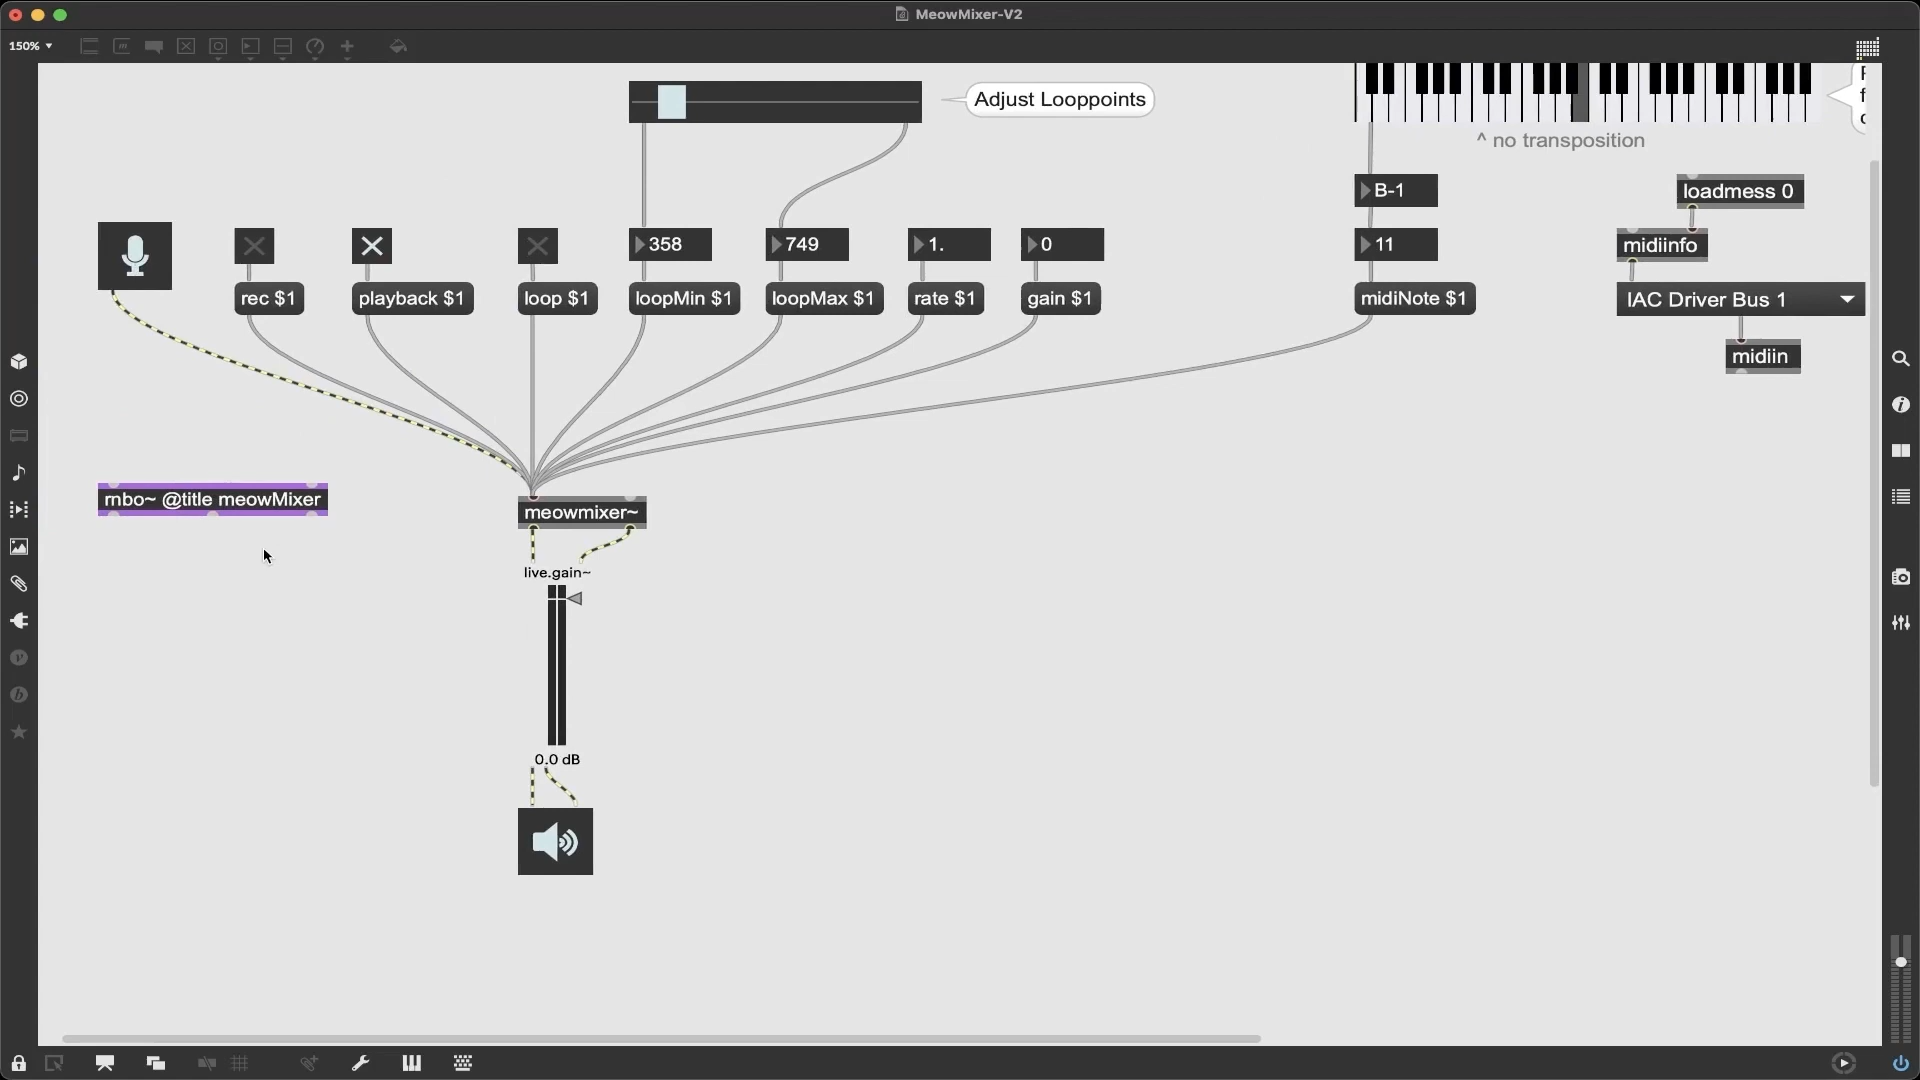 MeowMixer-V2
150%
Adjust Looppoints
^ no transposition
B-1
loadmess 0
358
749
1.
0
11
midiinfo
rec $1
playback $1
loop $1
loopMin $1
loopMax $1
rate $1
gain $1
midiNote $1
IAC Driver Bus 1
midiin
mbo~ @title meowMixer
meowmixer~
live.gain~
0.0 dB